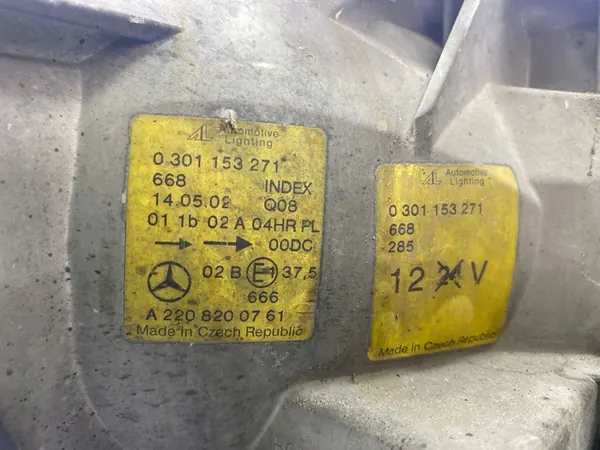 AL Automotive
Lighting
0 301 153 271
668 INDEX
14.05.02 Q08
01 1b 02 A 04HR PL
00DC
02 B E1 37,5
666
A 220 820 07 61
Made in Czech Republic
AL Automotive
Lighting
0 301 153 271
668
285
12 24 V
Made in Czech Republic